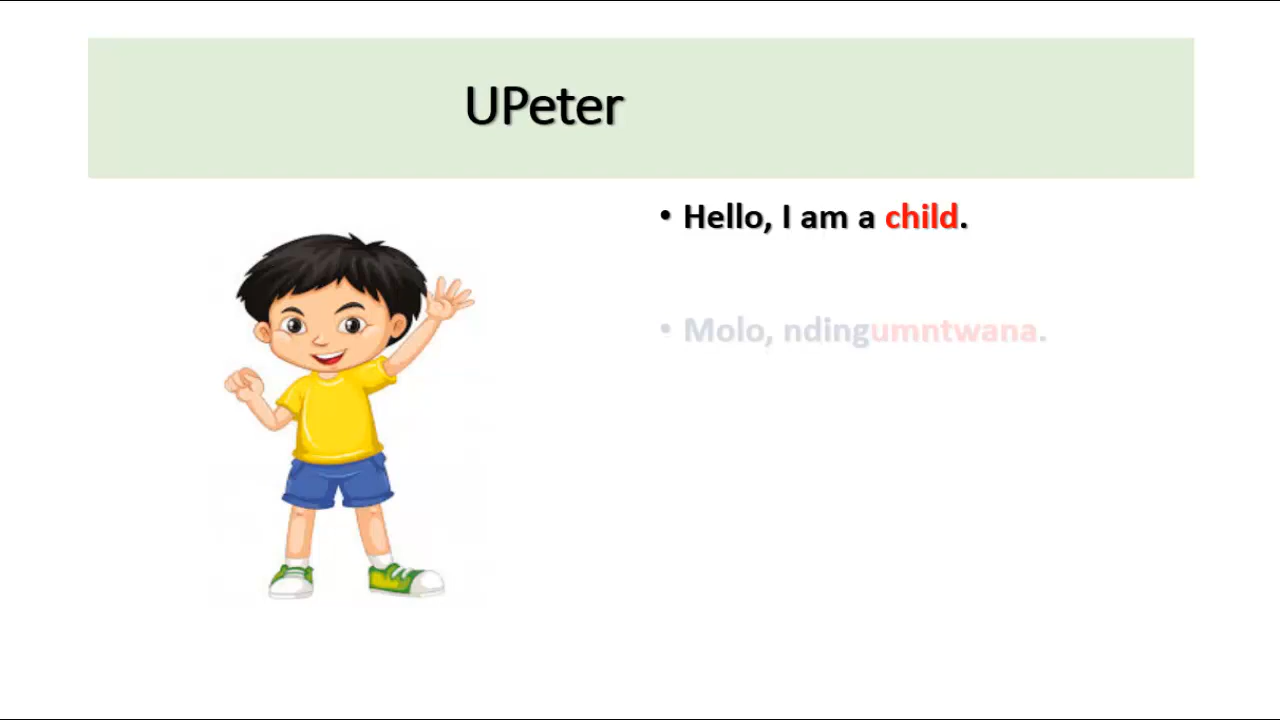 UPeter
• Hello, I am a child.
• Molo, ndingumntwana.